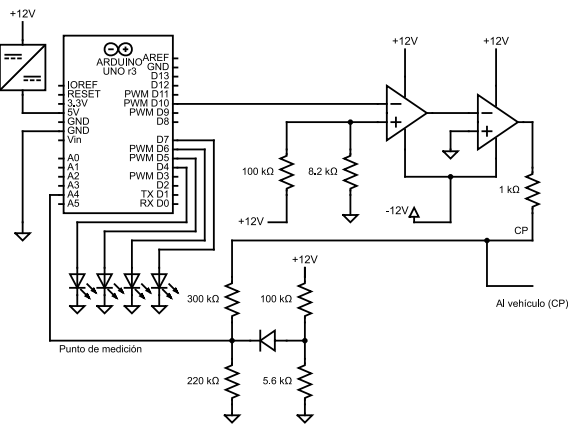 +12V
ARDUINO
UNO r3
AREF
GND
D13
D12
PWM D11
PWM D10
PWM D9
D8
D7
PWM D6
PWM D5
D4
PWM D3
D2
TX D1
RX D0
IOREF
RESET
3.3V
5V
GND
GND
Vin
A0
A1
A2
A3
A4
A5
+12V
+12V
100 kΩ
8.2 kΩ
+12V
-12V
1 kΩ
CP
Al vehículo (CP)
+12V
300 kΩ
100 kΩ
Punto de medición
220 kΩ
5.6 kΩ